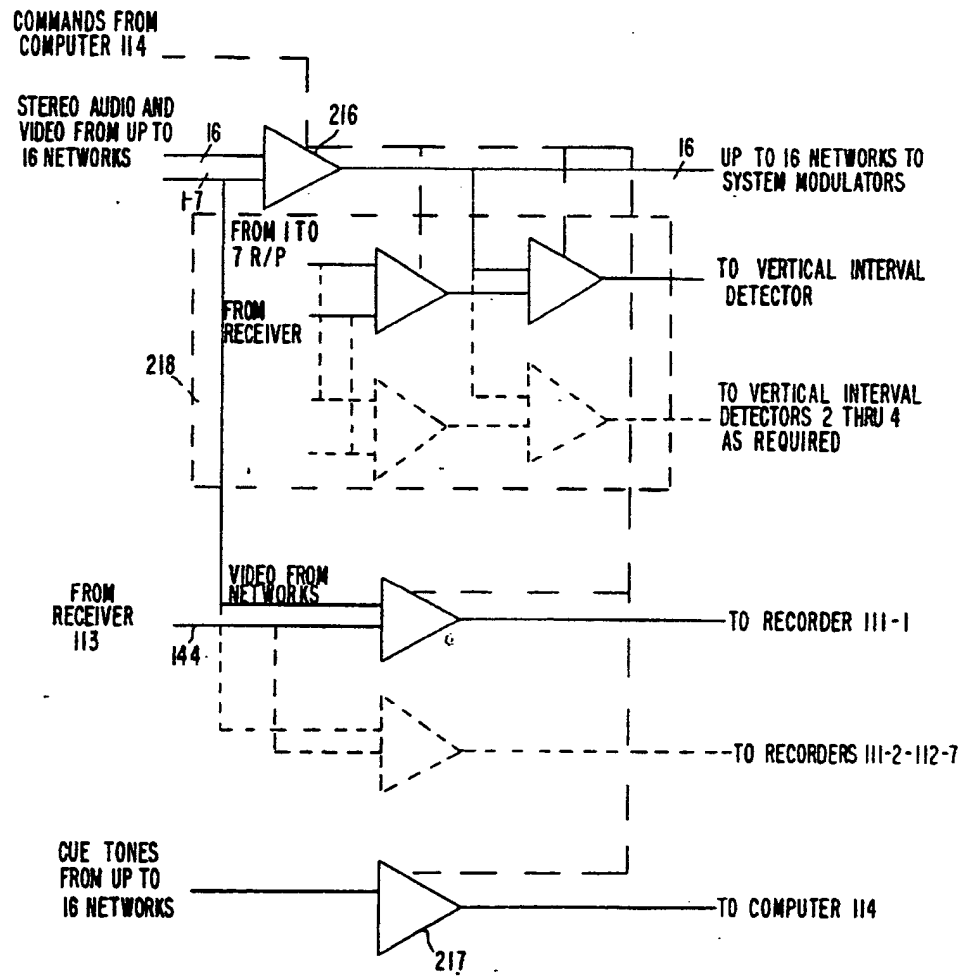 COMMANDS FROM
COMPUTER 114
STEREO AUDIO AND
VIDEO FROM UP TO
16 NETWORKS
16
1-7
216
16
UP TO 16 NETWORKS TO
SYSTEM MODULATORS
FROM 1 TO
7 R/P
FROM
RECEIVER
TO VERTICAL INTERVAL
DETECTOR
218
TO VERTICAL INTERVAL
DETECTORS 2 THRU 4
AS REQUIRED
VIDEO FROM
NETWORKS
FROM
RECEIVER
113
144
TO RECORDER 111-1
TO RECORDERS 111-2-112-7
CUE TONES
FROM UP TO
16 NETWORKS
TO COMPUTER 114
217